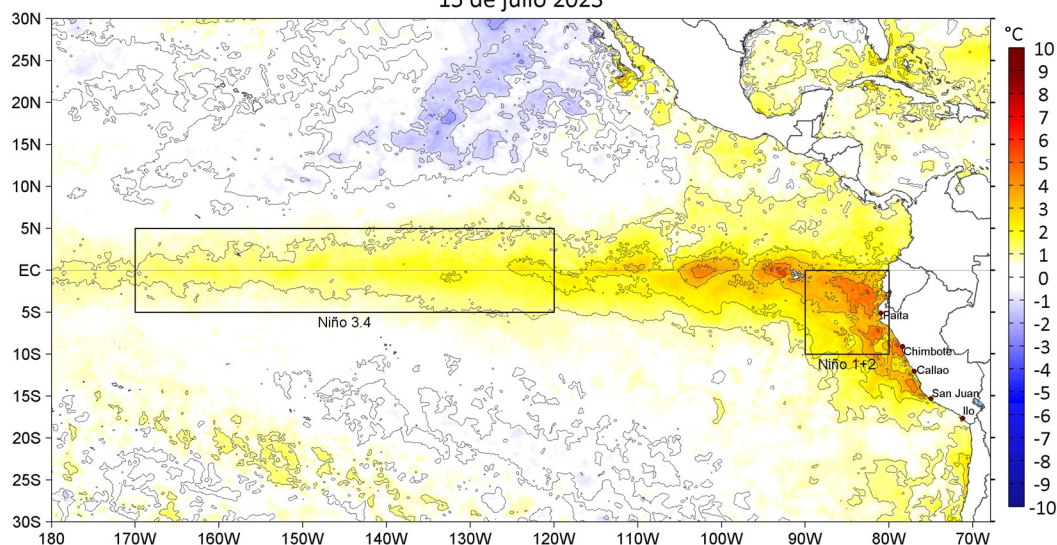 15 de julio 2023
°C
30N
25N
20N
15N
10N
5N
EC
5S
10S
15S
20S
25S
30S
180
170W
160W
150W
140W
130W
120W
110W
100W
90W
80W
70W
Niño 3.4
Niño 1+2
Paita
Chimbote
Callao
San Juan
Ilo
10
9
8
7
6
5
4
3
2
1
0
-1
-2
-3
-4
-5
-6
-7
-8
-9
-10